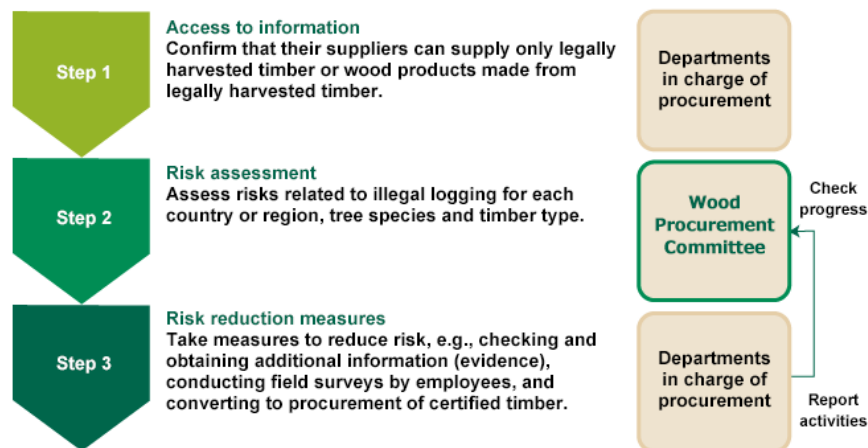 Step 1
Access to information
Confirm that their suppliers can supply only legally
harvested timber or wood products made from
legally harvested timber.
Departments
in charge of
procurement
Step 2
Risk assessment
Assess risks related to illegal logging for each
country or region, tree species and timber type.
Wood
Procurement
Committee
Check
progress
Step 3
Risk reduction measures
Take measures to reduce risk, e.g., checking and
obtaining additional information (evidence),
conducting field surveys by employees, and
converting to procurement of certified timber.
Departments
in charge of
procurement
Report
activities